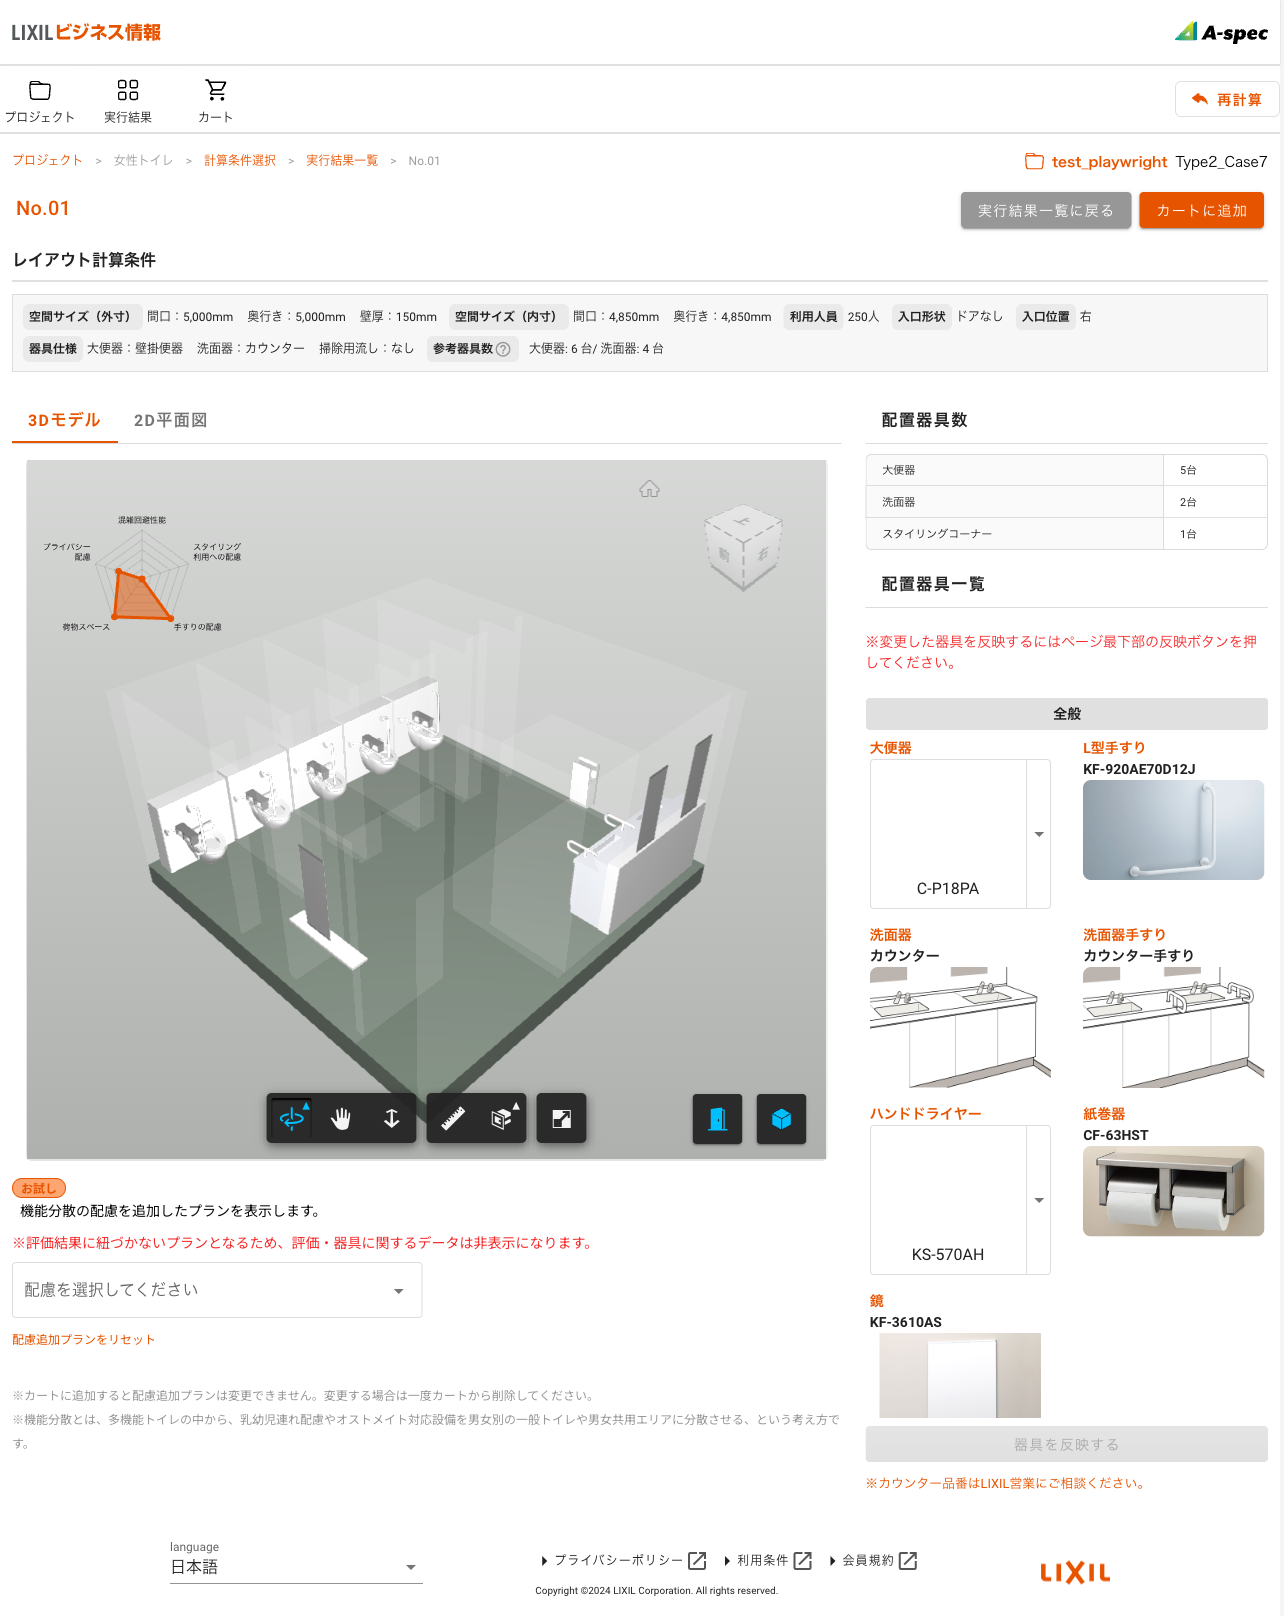 LIXILビジネス情報
A-spec
プロジェクト
実行結果
カート
再計算
プロジェクト > 女性トイレ > 計算条件選択 > 実行結果一覧 > No.01
test_playwright Type2_Case7
No.01
実行結果一覧に戻る
カートに追加
レイアウト計算条件
空間サイズ（外寸） 間口：5,000mm 奥行き：5,000mm 壁厚：150mm 空間サイズ（内寸） 間口：4,850mm 奥行き：4,850mm 利用人員 250人 入口形状 ドアなし 入口位置 右
器具仕様 大便器：壁掛便器 洗面器：カウンター 掃除用流し：なし 参考器具数 ? 大便器: 6 台/ 洗面器: 4 台
3Dモデル
2D平面図
混雑回避性能
プライバシー
配慮
スタイリング
利用への配慮
荷物スペース
手すりの配慮
上
前
右
お試し
機能分散の配慮を追加したプランを表示します。
※評価結果に紐づかないプランとなるため、評価・器具に関するデータは非表示になります。
配慮を選択してください
配慮追加プランをリセット
※カートに追加すると配慮追加プランは変更できません。変更する場合は一度カートから削除してください。
※機能分散とは、多機能トイレの中から、乳幼児連れ配慮やオストメイト対応設備を男女別の一般トイレや男女共用エリアに分散させる、という考え方で
す。
配置器具数
大便器 5台
洗面器 2台
スタイリングコーナー 1台
配置器具一覧
※変更した器具を反映するにはページ最下部の反映ボタンを押
してください。
全般
大便器
C-P18PA
L型手すり
KF-920AE70D12J
洗面器
カウンター
洗面器手すり
カウンター手すり
ハンドドライヤー
KS-570AH
紙巻器
CF-63HST
鏡
KF-3610AS
器具を反映する
※カウンター品番はLIXIL営業にご相談ください。
language
日本語
プライバシーポリシー
利用条件
会員規約
Copyright ©2024 LIXIL Corporation. All rights reserved.
LIXIL